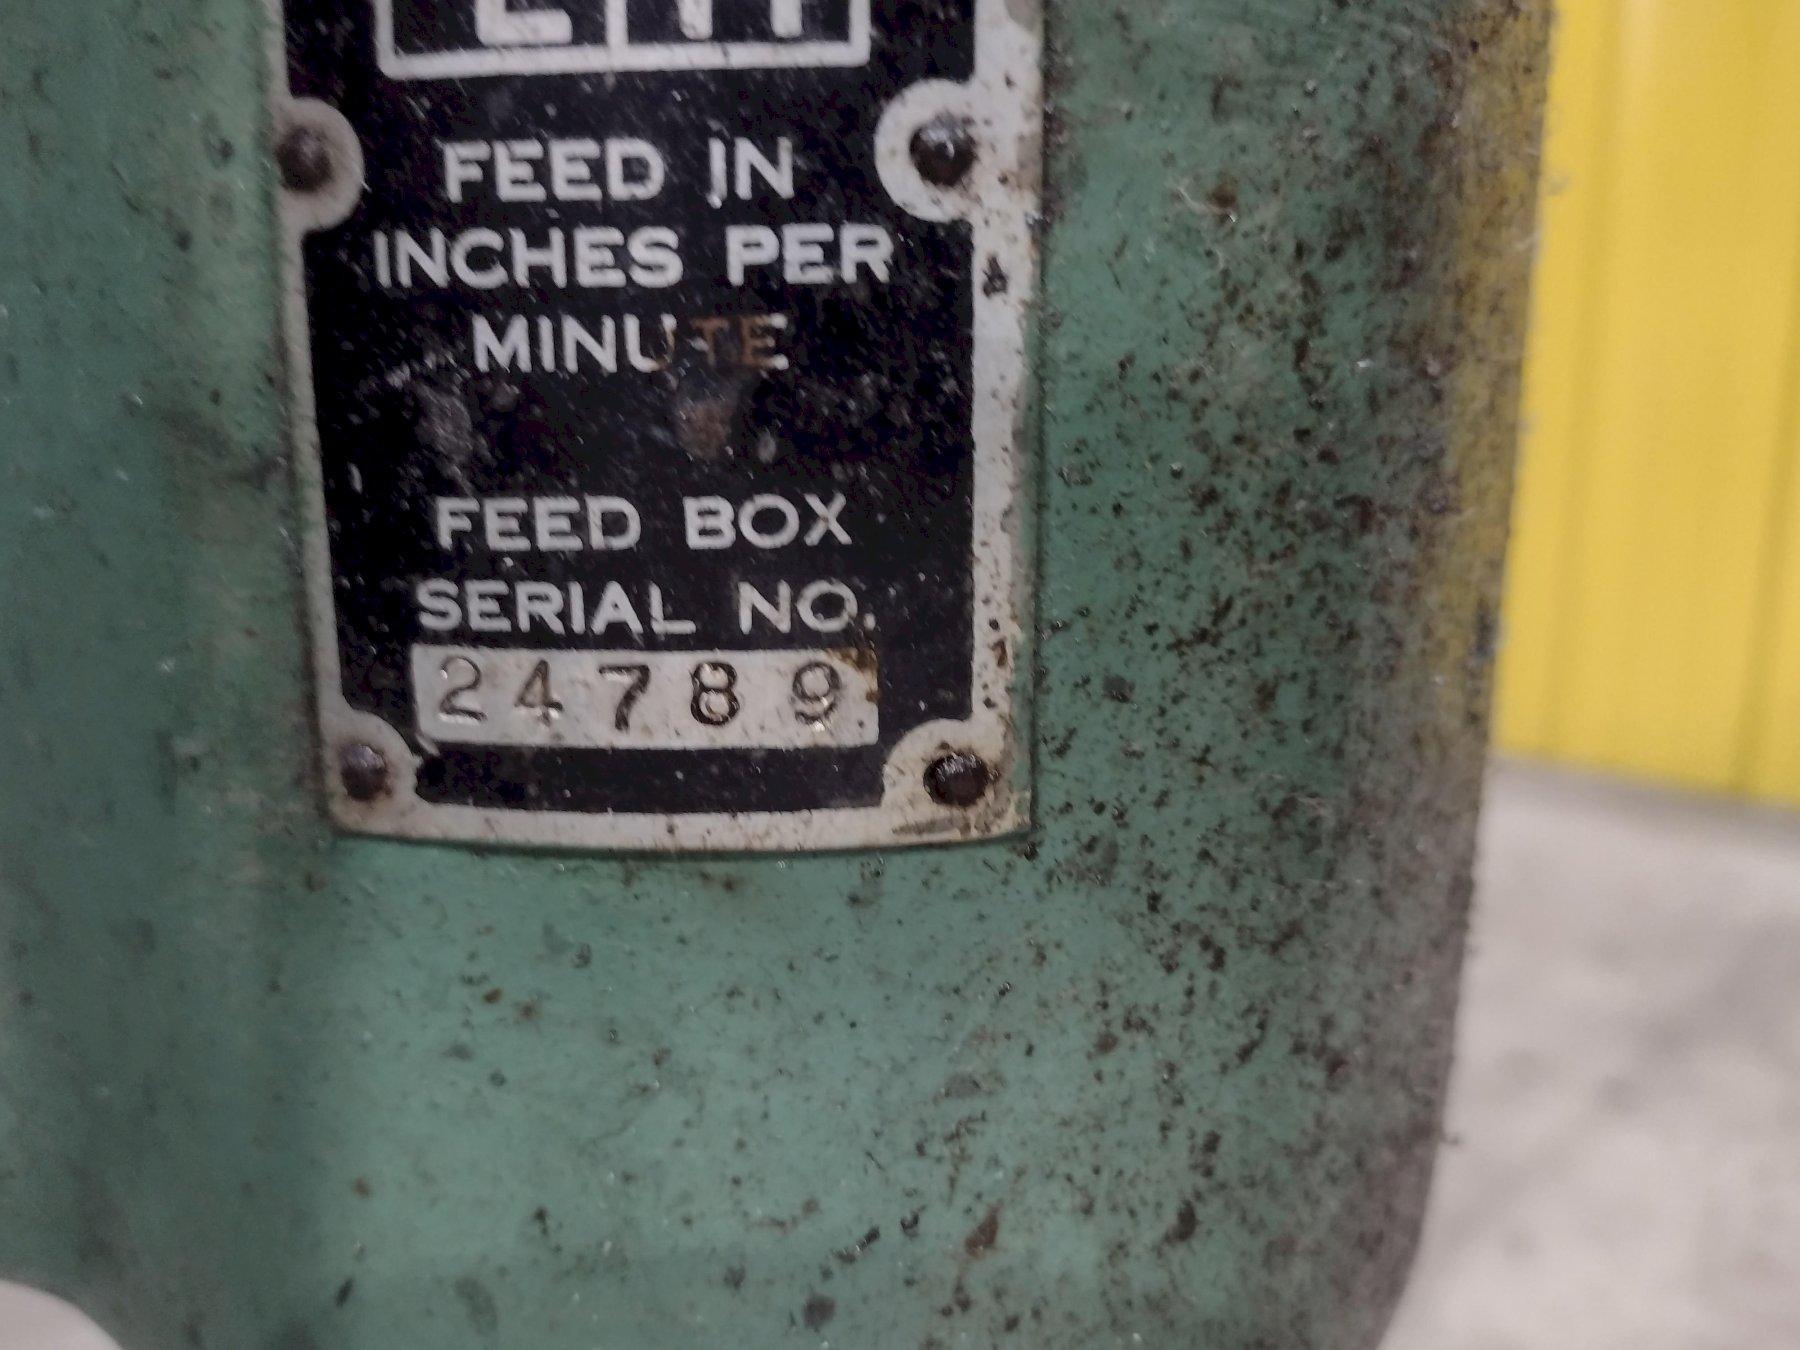 FEED IN
INCHES PER
MINUTE
FEED BOX
SERIAL NO.
24789